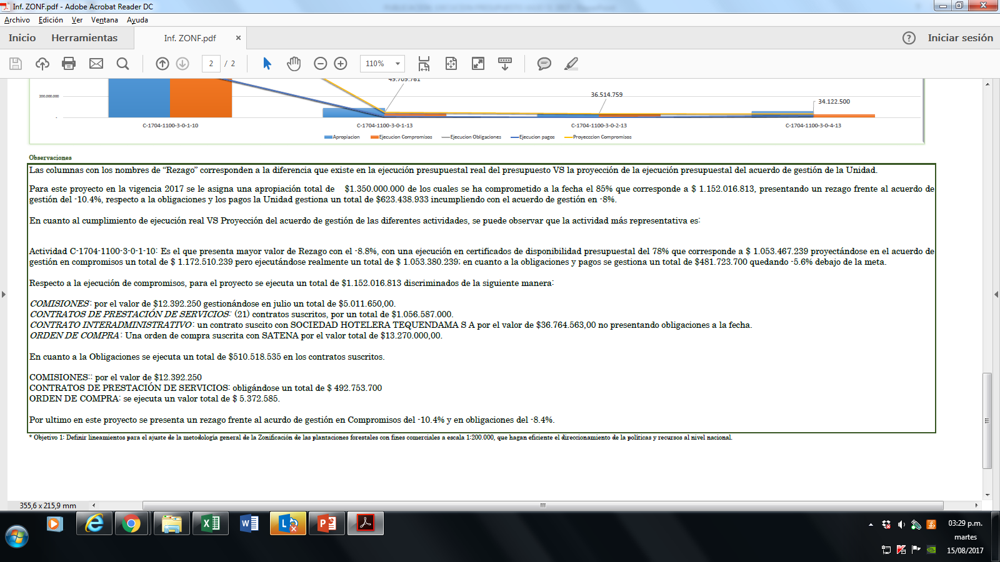 Inf. ZONF.pdf - Adobe Acrobat Reader DC
Archivo Edición Ver Ventana Ayuda
Inicio Herramientas Inf. ZONF.pdf × ? Iniciar sesión
2 / 2 110%
200.000.000
49.709.761
36.514.759
34.122.500
-
C-1704-1100-3-0-1-10 C-1704-1100-3-0-1-13 C-1704-1100-3-0-2-13 C-1704-1100-3-0-4-13
Apropiacion Ejecucion Compromisos Ejecucion Obligaciones Ejecucion pagos Proyecccion Compromisos
Observaciones
Las columnas con los nombres de “Rezago” corresponden a la diferencia que existe en la ejecución presupuestal real del presupuesto VS la proyección de la ejecución presupuestal del acuerdo de gestión de la Unidad.
Para este proyecto en la vigencia 2017 se le asigna una apropiación total de $1.350.000.000 de los cuales se ha comprometido a la fecha el 85% que corresponde a $ 1.152.016.813, presentando un rezago frente al acuerdo de
gestión del -10.4%, respecto a la obligaciones y los pagos la Unidad gestiona un total de $623.438.933 incumpliendo con el acuerdo de gestión en -8%.
En cuanto al cumplimiento de ejecución real VS Proyección del acuerdo de gestión de las diferentes actividades, se puede observar que la actividad más representativa es:
Actividad C-1704-1100-3-0-1-10: Es el que presenta mayor valor de Rezago con el -8.8%, con una ejecución en certificados de disponibilidad presupuestal del 78% que corresponde a $ 1.053.467.239 proyectándose en el acuerdo de
gestión en compromisos un total de $ 1.172.510.239 pero ejecutándose realmente un total de $ 1.053.380.239; en cuanto a la obligaciones y pagos se gestiona un total de $481.723.700 quedando -5.6% debajo de la meta.
Respecto a la ejecución de compromisos, para el proyecto se ejecuta un total de $1.152.016.813 discriminados de la siguiente manera:
COMISIONES: por el valor de $12.392.250 gestionándose en julio un total de $5.011.650,00.
CONTRATOS DE PRESTACIÓN DE SERVICIOS: (21) contratos suscritos, por un total de $1.056.587.000.
CONTRATO INTERADMINISTRATIVO: un contrato suscito con SOCIEDAD HOTELERA TEQUENDAMA S A por el valor de $36.764.563,00 no presentando obligaciones a la fecha.
ORDEN DE COMPRA: Una orden de compra suscrita con SATENA por el valor total de $13.270.000,00.
En cuanto a la Obligaciones se ejecuta un total de $510.518.535 en los contratos suscritos.
COMISIONES:: por el valor de $12.392.250
CONTRATOS DE PRESTACIÓN DE SERVICIOS: obligándose un total de $ 492.753.700
ORDEN DE COMPRA: se ejecuta un valor total de $ 5.372.585.
Por ultimo en este proyecto se presenta un rezago frente al acurdo de gestión en Compromisos del -10.4% y en obligaciones del -8.4%.
* Objetivo 1: Definir lineamientos para el ajuste de la metodología general de la Zonificación de las plantaciones forestales con fines comerciales a escala 1:200.000, que hagan eficiente el direccionamiento de la políticas y recursos al nivel nacional.
355,6 x 215,9 mm
03:29 p.m.
martes
15/08/2017